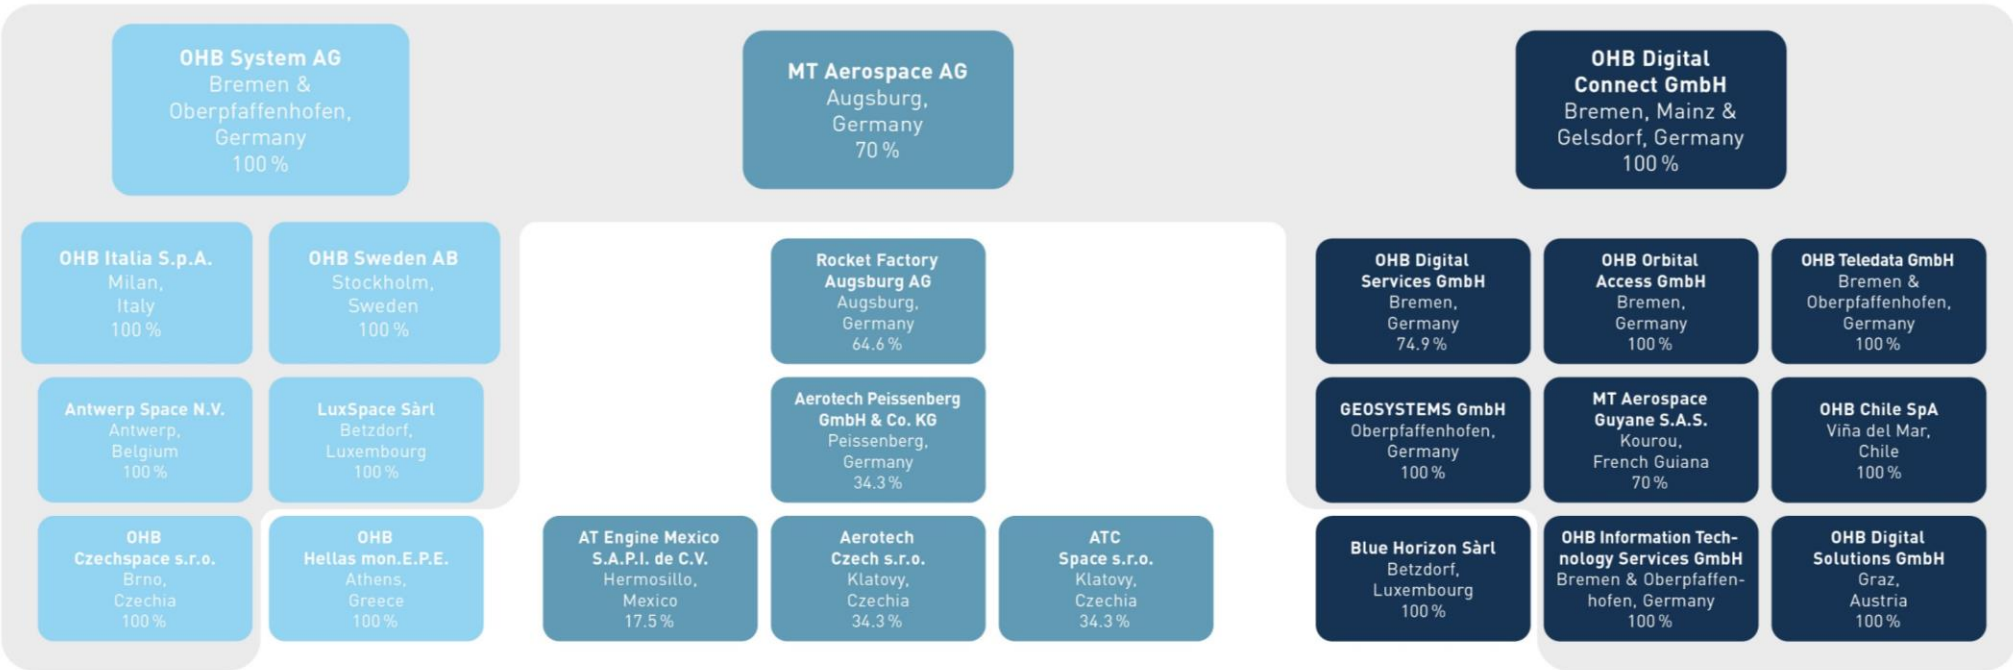 OHB System AG
Bremen &
Oberpfaffenhofen,
Germany
100 %
MT Aerospace AG
Augsburg,
Germany
70 %
OHB Digital
Connect GmbH
Bremen, Mainz &
Gelsdorf, Germany
100 %
OHB Italia S.p.A.
Milan,
Italy
100 %
OHB Sweden AB
Stockholm,
Sweden
100 %
Rocket Factory
Augsburg AG
Augsburg,
Germany
64.6 %
OHB Digital
Services GmbH
Bremen,
Germany
74.9 %
OHB Orbital
Access GmbH
Bremen,
Germany
100 %
OHB Teledata GmbH
Bremen &
Oberpfaffenhofen,
Germany
100 %
Antwerp Space N.V.
Antwerp,
Belgium
100 %
LuxSpace Sàrl
Betzdorf,
Luxembourg
100 %
Aerotech Peissenberg
GmbH & Co. KG
Peissenberg,
Germany
34.3 %
GEOSYSTEMS GmbH
Oberpfaffenhofen,
Germany
100 %
MT Aerospace
Guyane S.A.S.
Kourou,
French Guiana
70 %
OHB Chile SpA
Viña del Mar,
Chile
100 %
OHB
Czechspace s.r.o.
Brno,
Czechia
100 %
OHB
Hellas mon.E.P.E.
Athens,
Greece
100 %
AT Engine Mexico
S.A.P.I. de C.V.
Hermosillo,
Mexico
17.5 %
Aerotech
Czech s.r.o.
Klatovy,
Czechia
34.3 %
ATC
Space s.r.o.
Klatovy,
Czechia
34.3 %
Blue Horizon Sàrl
Betzdorf,
Luxembourg
100 %
OHB Information Tech-
nology Services GmbH
Bremen & Oberpfaffen-
hofen, Germany
100 %
OHB Digital
Solutions GmbH
Graz,
Austria
100 %